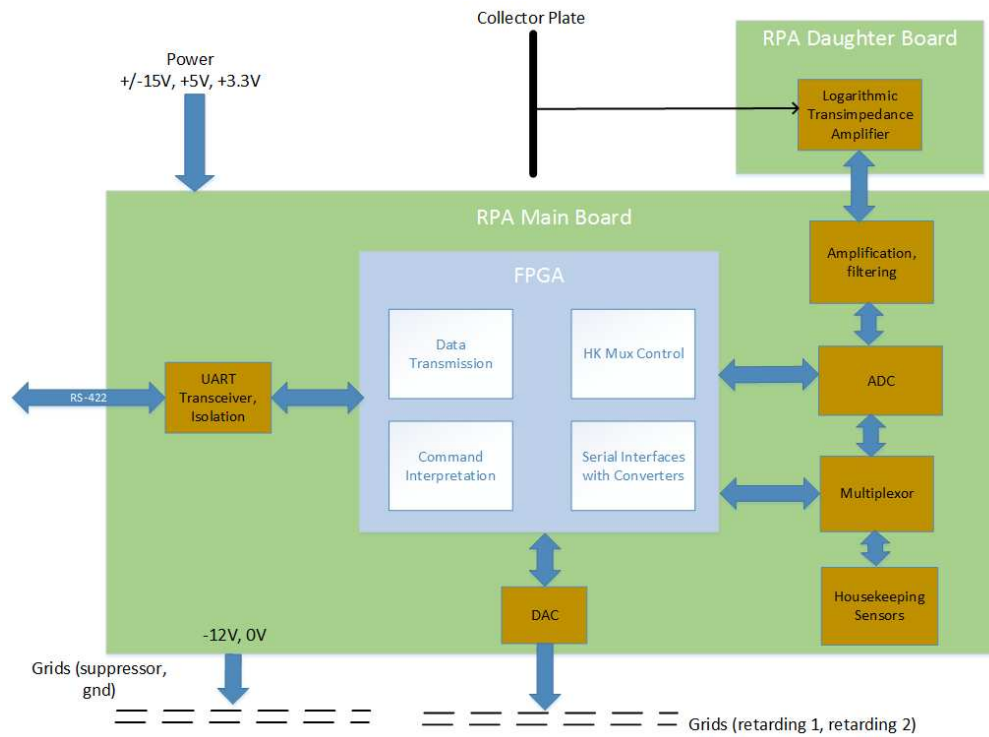 Collector Plate
RPA Daughter Board
Power
+/-15V, +5V, +3.3V
Logarithmic
Transimpedance
Amplifier
RPA Main Board
Amplification,
filtering
FPGA
Data
Transmission
HK Mux Control
ADC
RS-422
UART
Transceiver,
Isolation
Command
Interpretation
Serial Interfaces
with Converters
Multiplexor
DAC
Housekeeping
Sensors
-12V, 0V
Grids (suppressor,
gnd)
Grids (retarding 1, retarding 2)